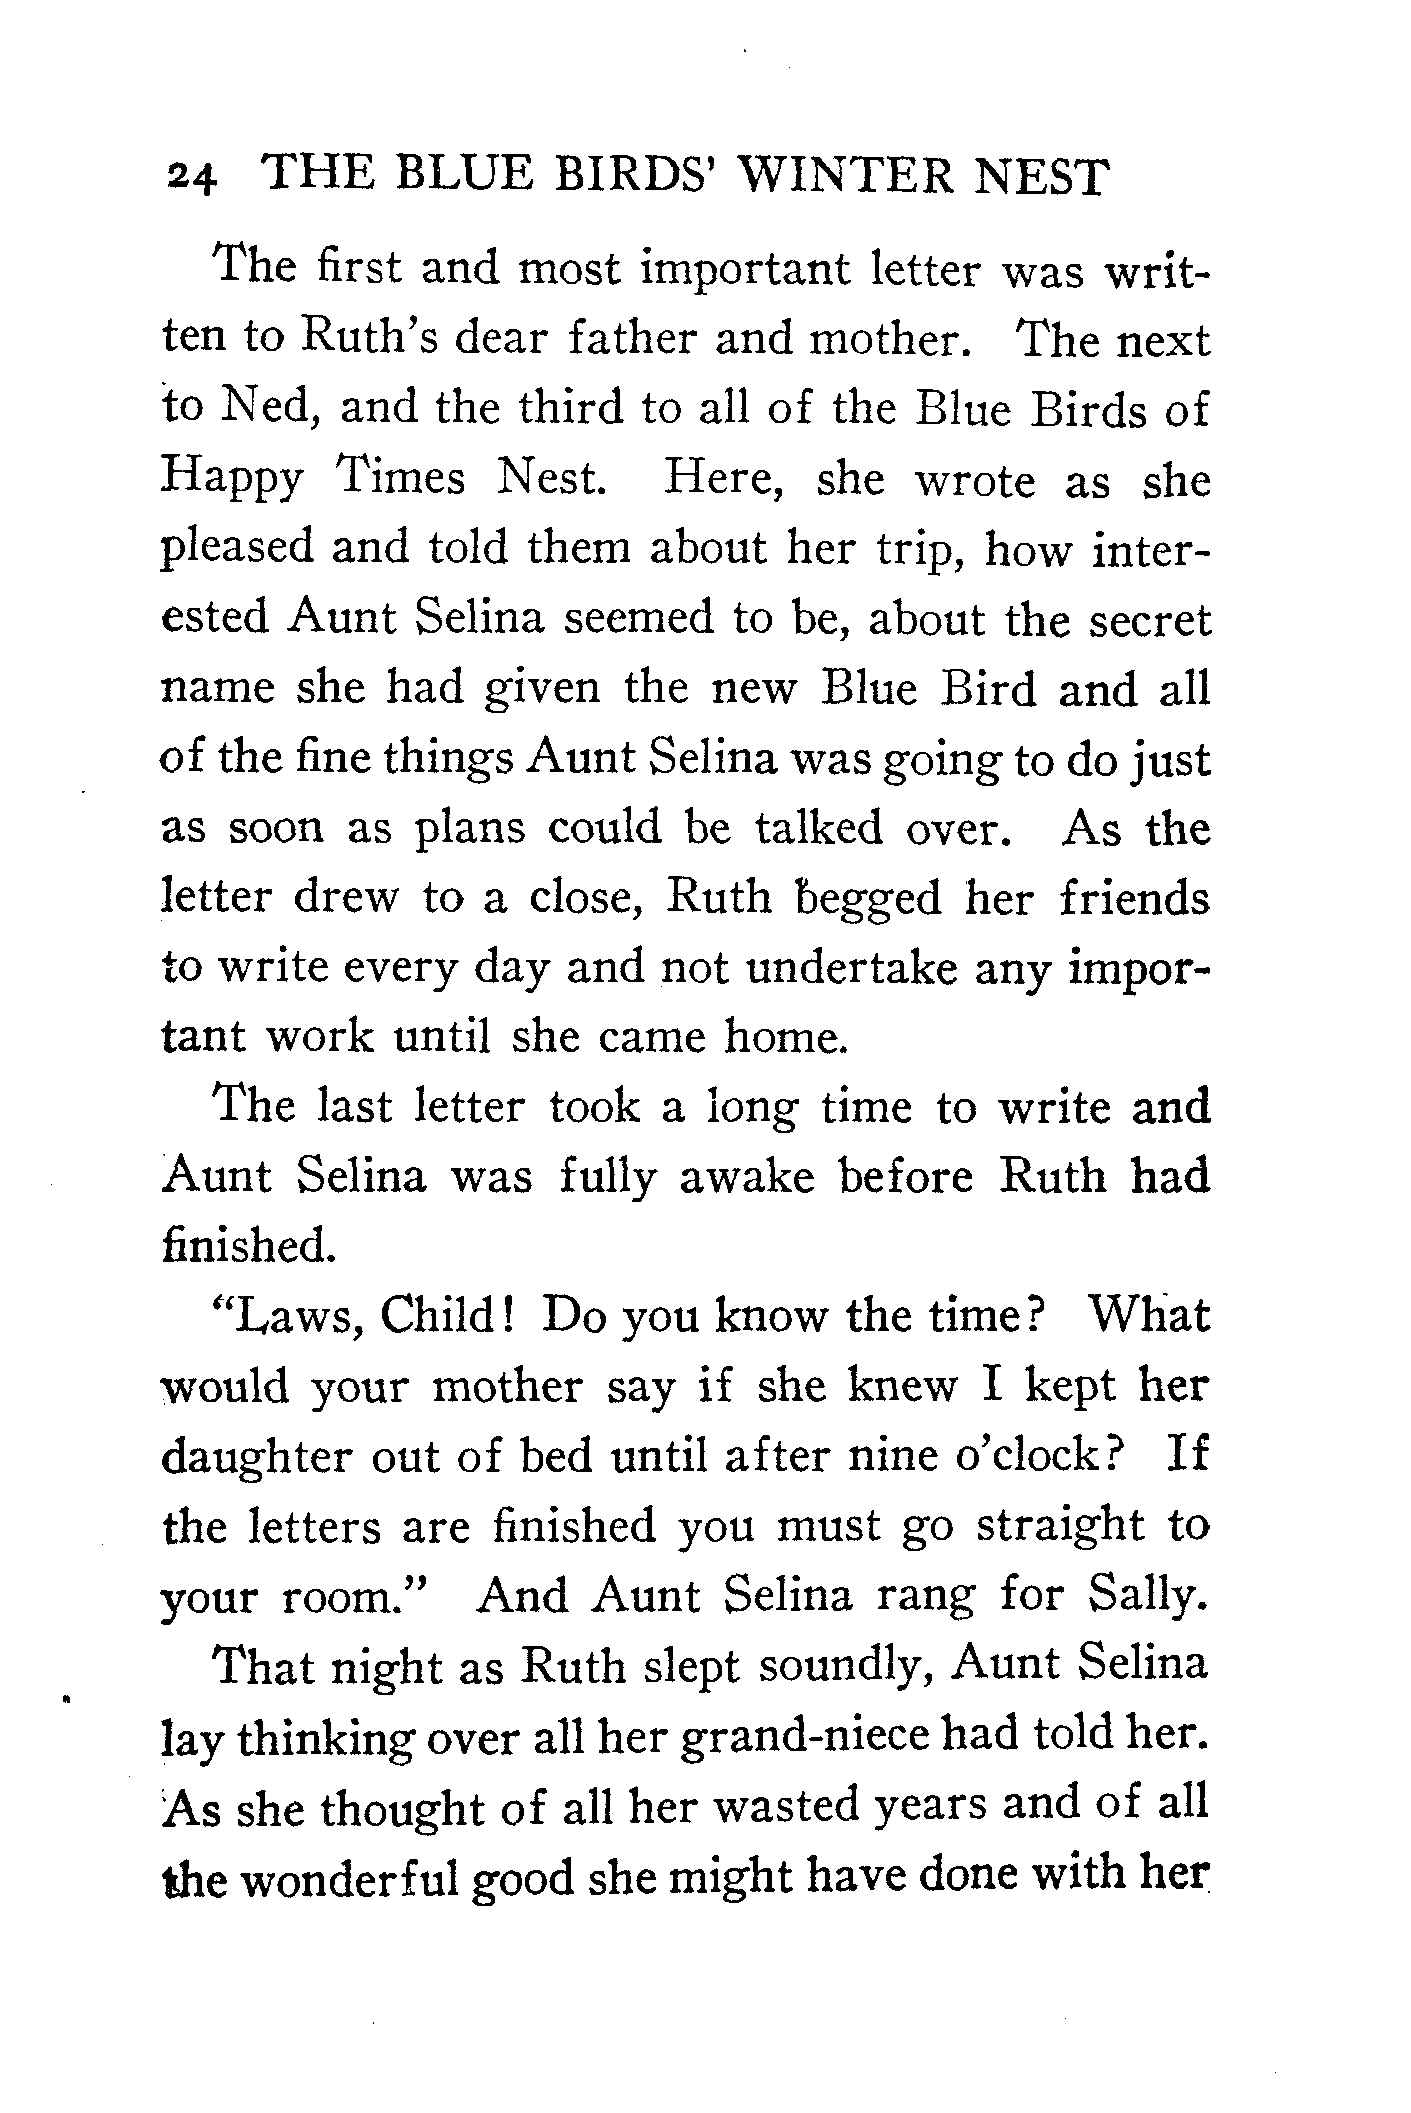 24 THE BLUE BIRDS' WINTER NEST
The first and most important letter was writ-
ten to Ruth's dear father and mother. The next
to Ned, and the third to all of the Blue Birds of
Happy Times Nest. Here, she wrote as she
pleased and told them about her trip, how inter-
ested Aunt Selina seemed to be, about the secret
name she had given the new Blue Bird and all
of the fine things Aunt Selina was going to do just
as soon as plans could be talked over. As the
letter drew to a close, Ruth begged her friends
to write every day and not undertake any impor-
tant work until she came home.
The last letter took a long time to write and
Aunt Selina was fully awake before Ruth had
finished.
"Laws, Child! Do you know the time? What
would your mother say if she knew I kept her
daughter out of bed until after nine o'clock? If
the letters are finished you must go straight to
your room." And Aunt Selina rang for Sally.
That night as Ruth slept soundly, Aunt Selina
lay thinking over all her grand-niece had told her.
As she thought of all her wasted years and of all
the wonderful good she might have done with her